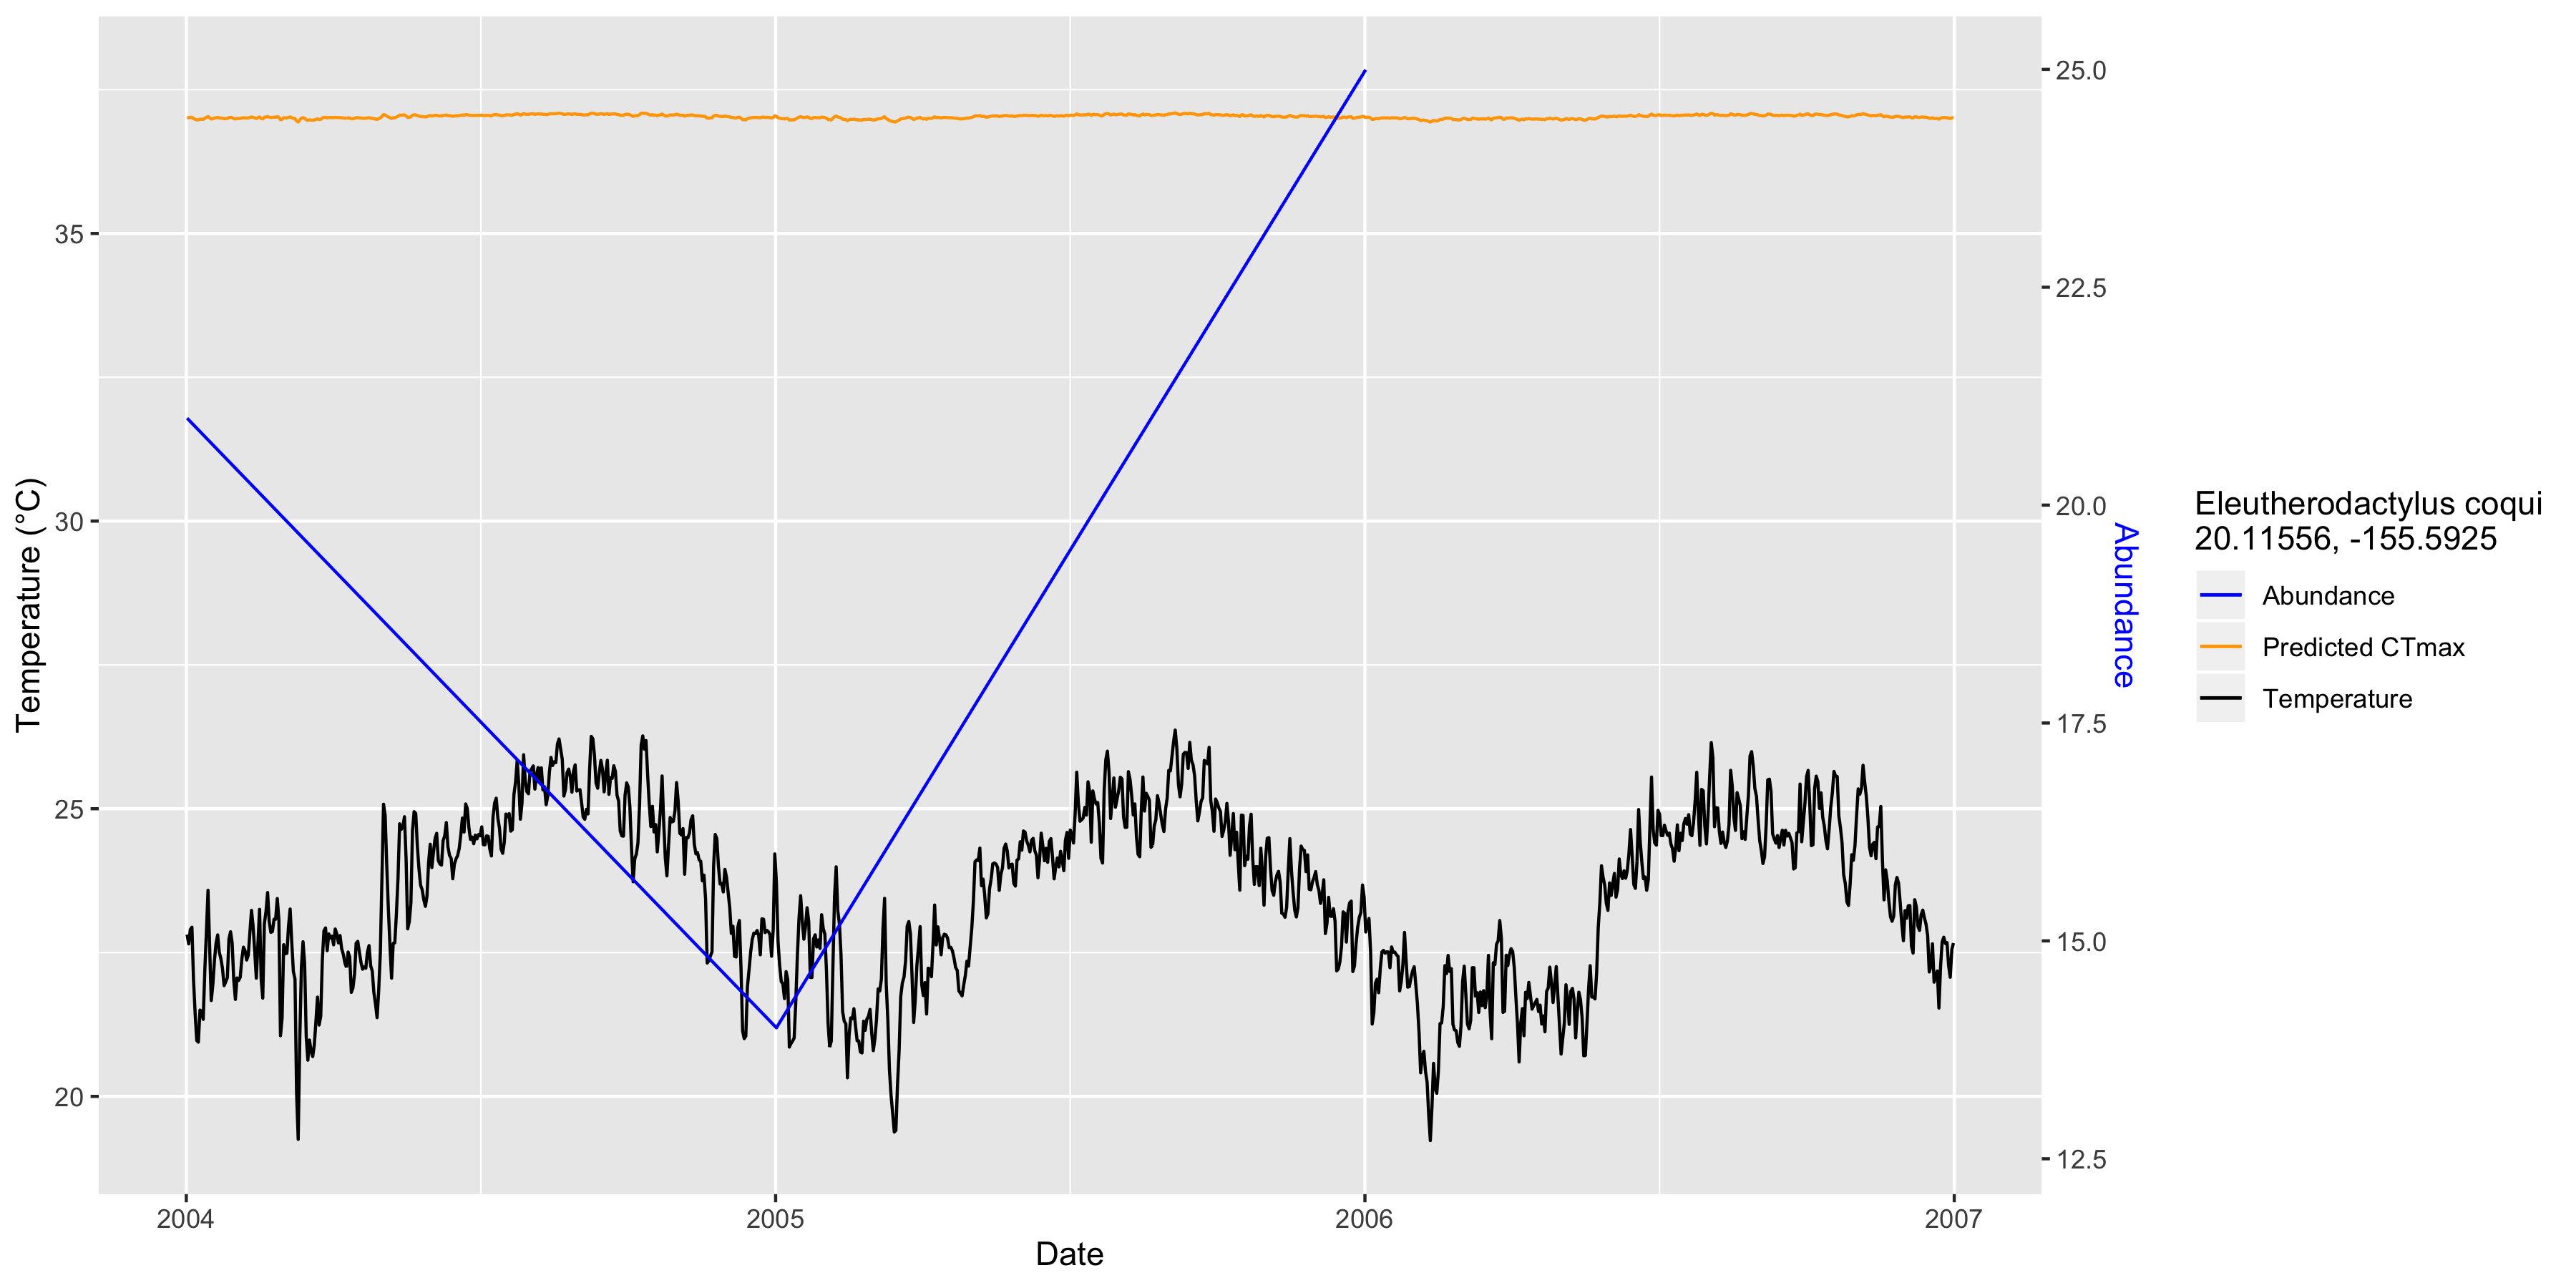 Temperature (°C)
35
30
25
20
2004
2005
2006
2007
Date
25.0
22.5
20.0
17.5
15.0
12.5
Abundance
Eleutherodactylus coqui
20.11556, -155.5925
Abundance
Predicted CTmax
Temperature